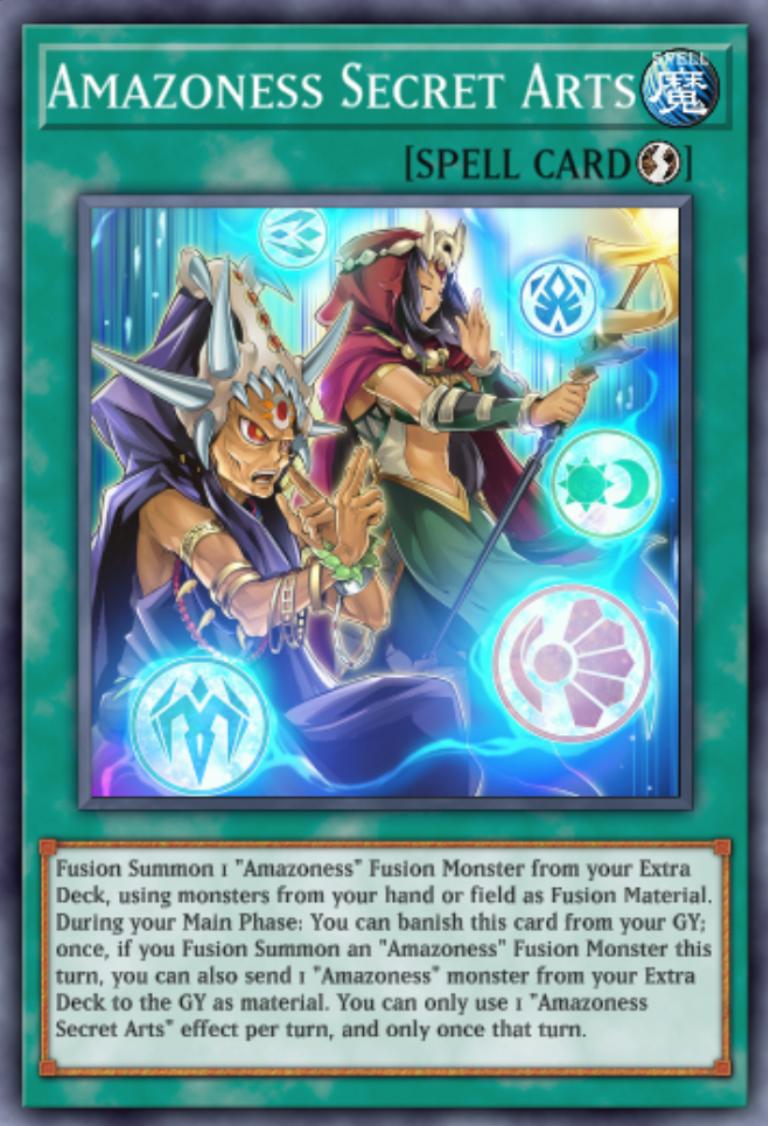 AMAZONESS SECRET ARTS
SPELL
魔
[SPELL CARD]
Fusion Summon 1 "Amazoness" Fusion Monster from your Extra
Deck, using monsters from your hand or field as Fusion Material.
During your Main Phase: You can banish this card from your GY;
once, if you Fusion Summon an "Amazoness" Fusion Monster this
turn, you can also send 1 "Amazoness" monster from your Extra
Deck to the GY as material. You can only use 1 "Amazoness
Secret Arts" effect per turn, and only once that turn.